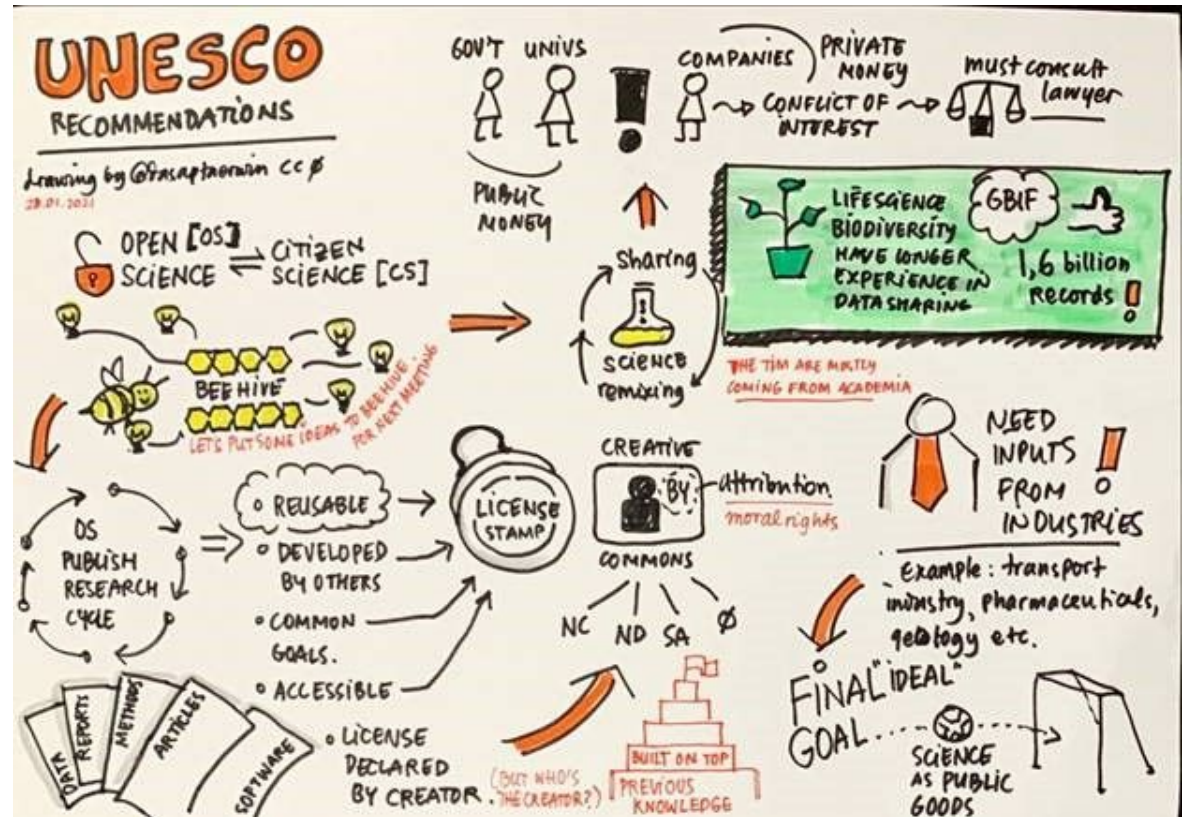 UNESCO
RECOMMENDATIONS
drawing by @dasaptaerwin CC ∅
28.01.2021
OPEN [OS]
SCIENCE
CITIZEN
SCIENCE [CS]
BEEHIVE
LETS PUT SOME IDEAS TO BEEHIVE
FOR NEXT MEETING
GOV'T
UNIVS
PUBLIC
MONEY
COMPANIES
PRIVATE
MONEY
CONFLICT OF
INTEREST
must consult
lawyer
Sharing
SCIENCE
remixing
LIFESCIENCE
BIODIVERSITY
HAVE LONGER
EXPERIENCE IN
DATA SHARING
GBIF
1,6 billion
records
THE TIM ARE MOSTLY
COMING FROM ACADEMIA
OS
PUBLISH
RESEARCH
CYCLE
REUSABLE
DEVELOPED
BY OTHERS
COMMON
GOALS.
ACCESSIBLE
LICENSE
STAMP
CREATIVE
BY
COMMONS
attribution
moral rights
NC
ND
SA
∅
NEED
INPUTS
FROM
INDUSTRIES
Example: transport
industry, pharmaceuticals,
geology etc.
DATA
REPORTS
METHODS
ARTICLES
SOFTWARE
LICENSE
DECLARED
BY CREATOR.
(BUT WHO'S
THE CREATOR?)
BUILT ON TOP
PREVIOUS
KNOWLEDGE
FINAL "IDEAL"
GOAL
SCIENCE
AS PUBLIC
GOODS